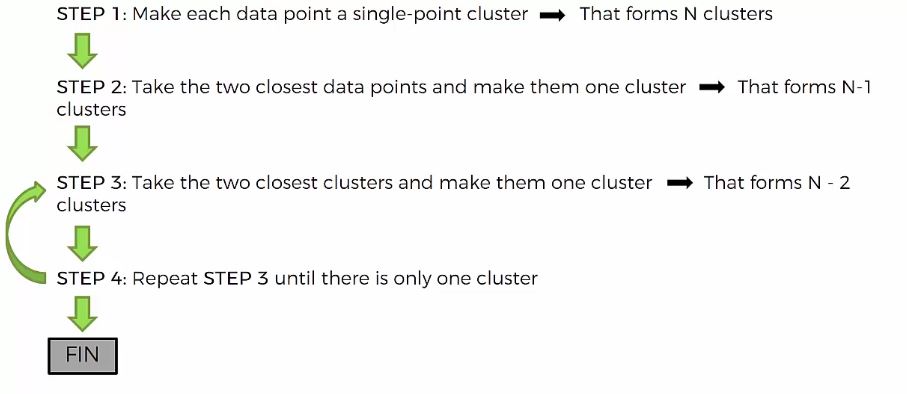 STEP 1: Make each data point a single-point cluster That forms N clusters
STEP 2: Take the two closest data points and make them one cluster That forms N-1
clusters
STEP 3: Take the two closest clusters and make them one cluster That forms N - 2
clusters
STEP 4: Repeat STEP 3 until there is only one cluster
FIN